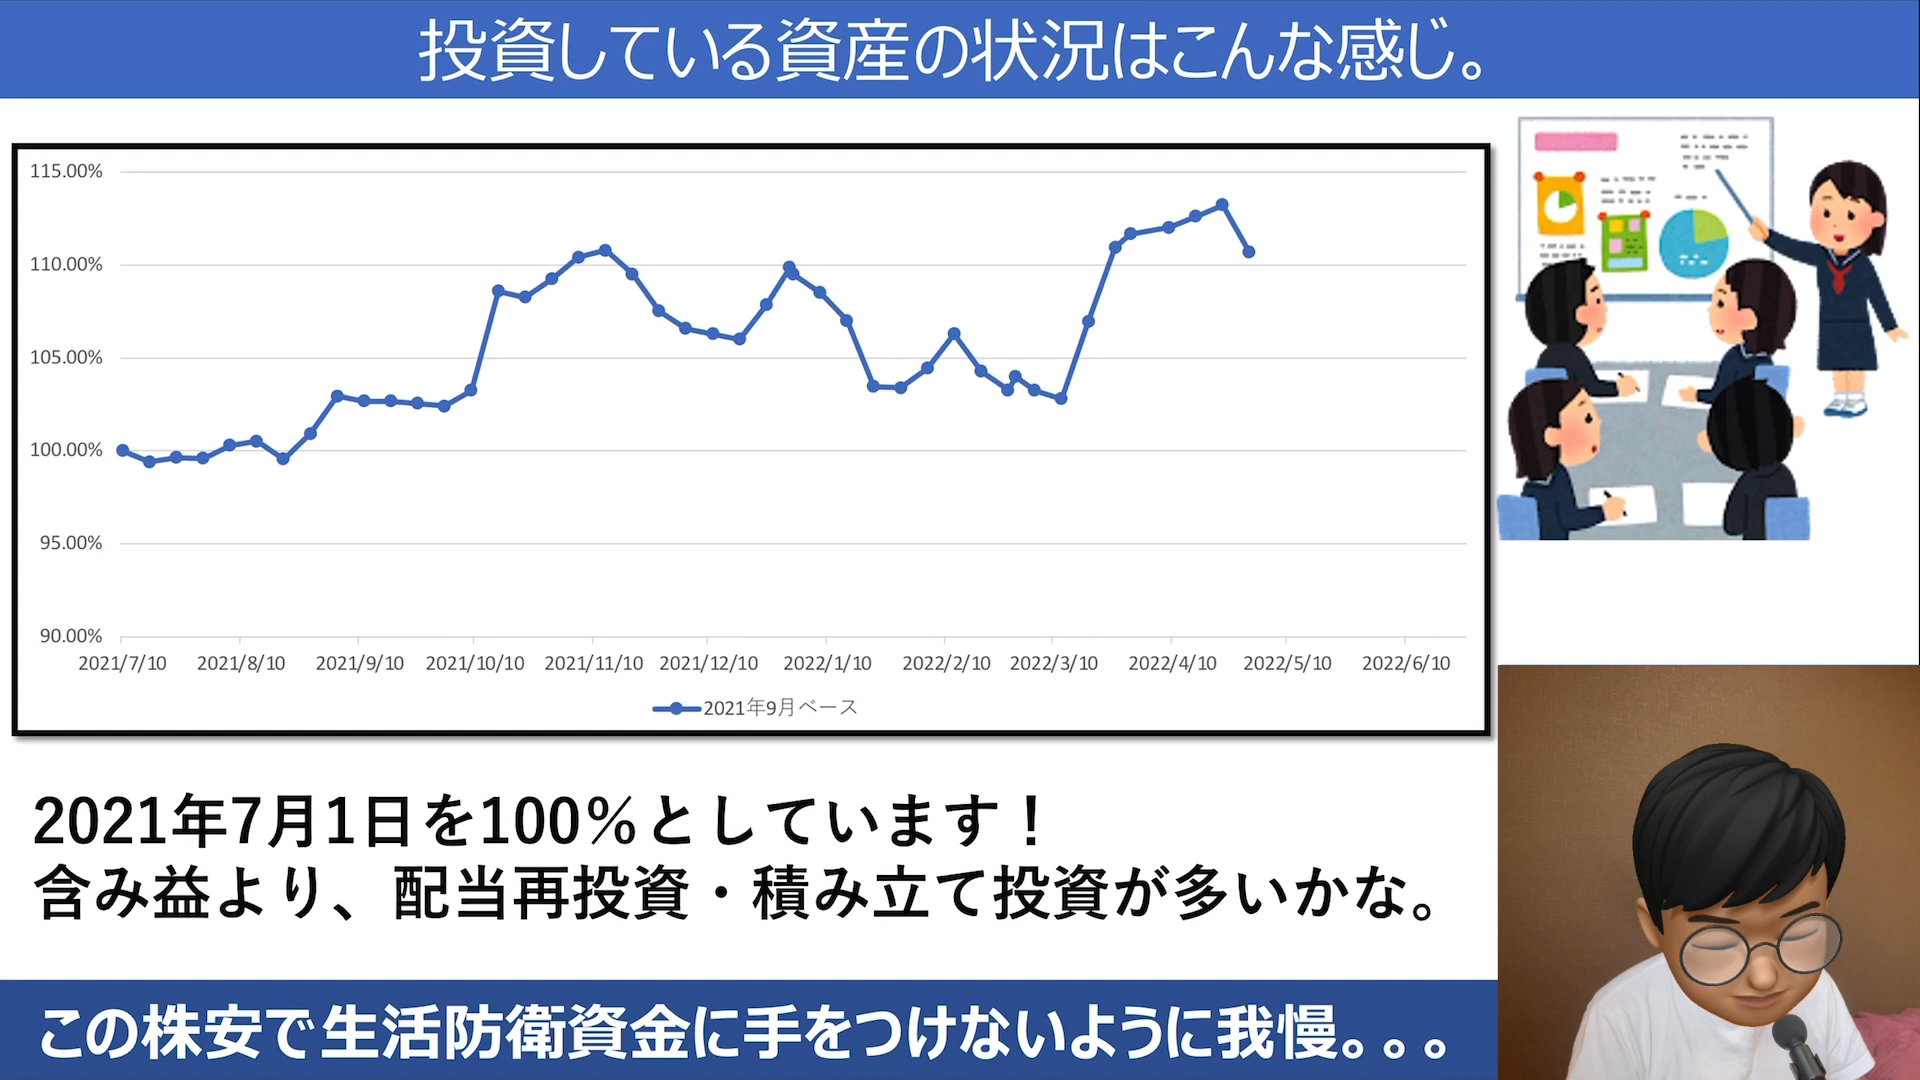 投資している資産の状況はこんな感じ。
115.00%
110.00%
105.00%
100.00%
95.00%
90.00%
2021/7/10 2021/8/10 2021/9/10 2021/10/10 2021/11/10 2021/12/10 2022/1/10 2022/2/10 2022/3/10 2022/4/10 2022/5/10 2022/6/10
2021年9月ベース
2021年7月1日を100％としています！
含み益より、配当再投資・積み立て投資が多いかな。
この株安で生活防衛資金に手をつけないように我慢。。。